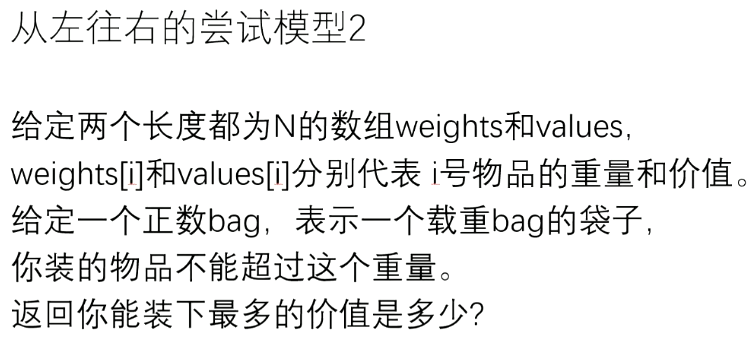 从左往右的尝试模型2
给定两个长度都为N的数组weights和values，
weights[i]和values[i]分别代表 i号物品的重量和价值。
给定一个正数bag，表示一个载重bag的袋子，
你装的物品不能超过这个重量。
返回你能装下最多的价值是多少?